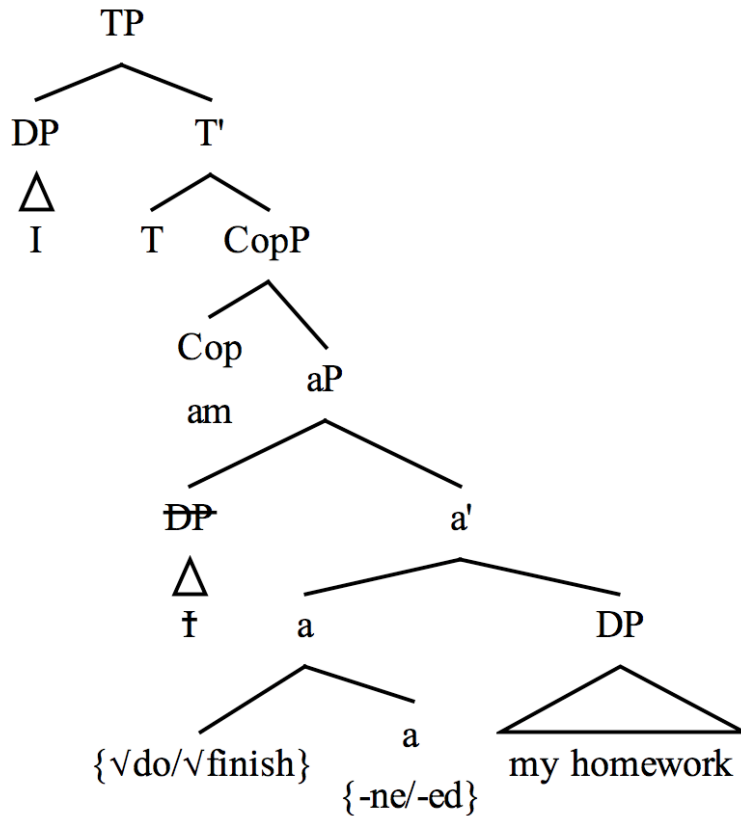 TP
DP T'
I T CopP
Cop aP
am
DP a'
I a DP
{√do/√finish} a my homework
{-ne/-ed}